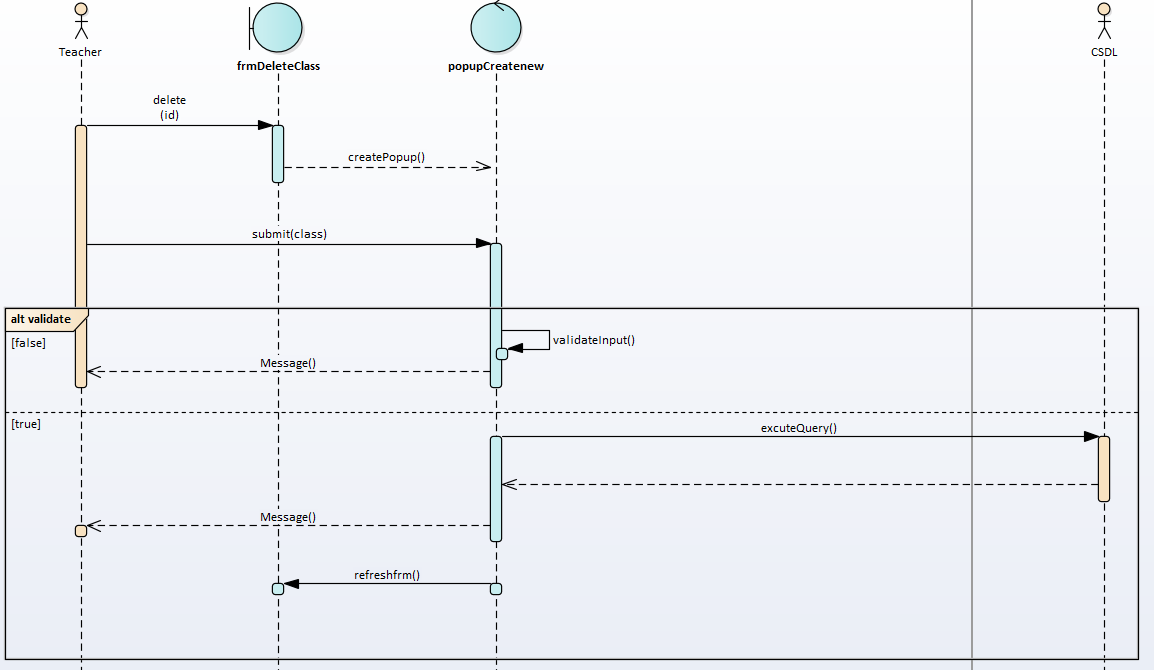 Teacher
frmDeleteClass
popupCreatenew
CSDL
delete
(id)
createPopup()
submit(class)
alt validate
[false]
validateInput()
Message()
[true]
excuteQuery()
Message()
refreshfrm()